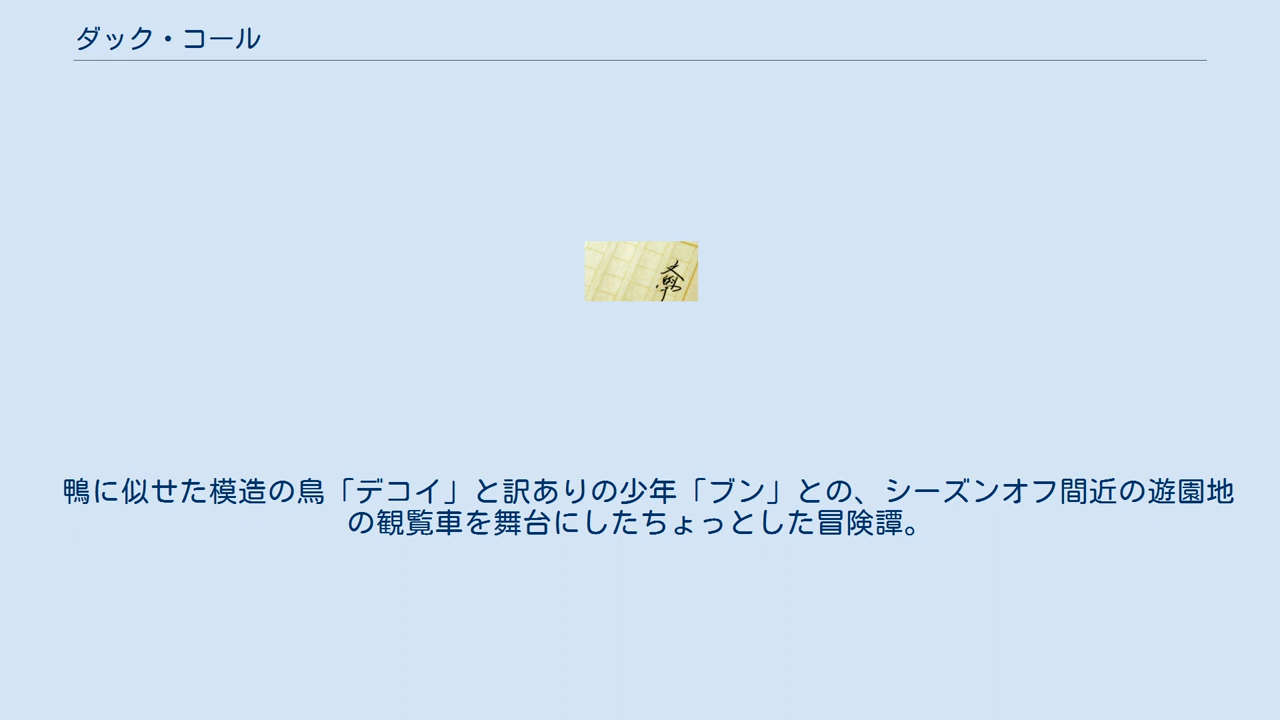 ダック・コール
鴨に似せた模造の鳥「デコイ」と訳ありの少年「ブン」との、シーズンオフ間近の遊園地
の観覧車を舞台にしたちょっとした冒険譚。